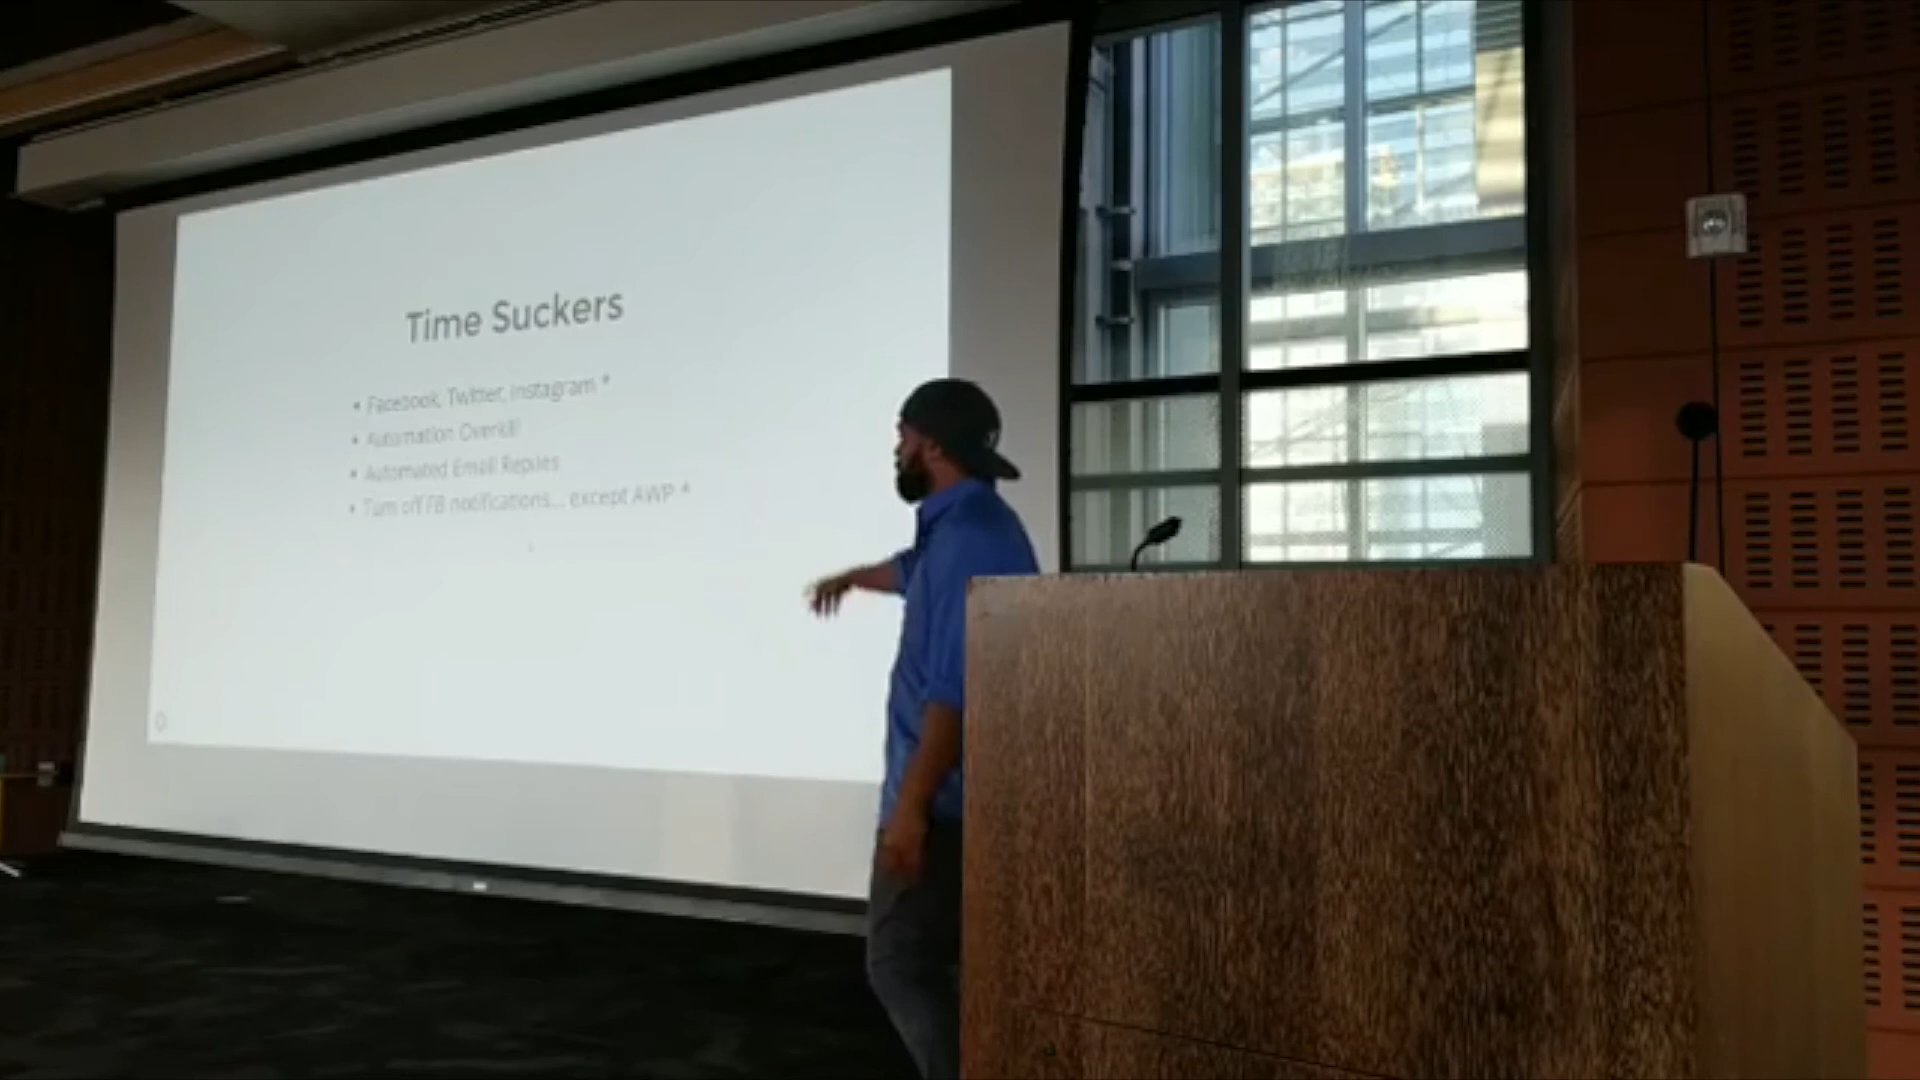 Time Suckers
• Facebook, Twitter, Instagram *
• Automation Overkill
• Automated Email Replies
• Turn off FB notifications... except AWP *